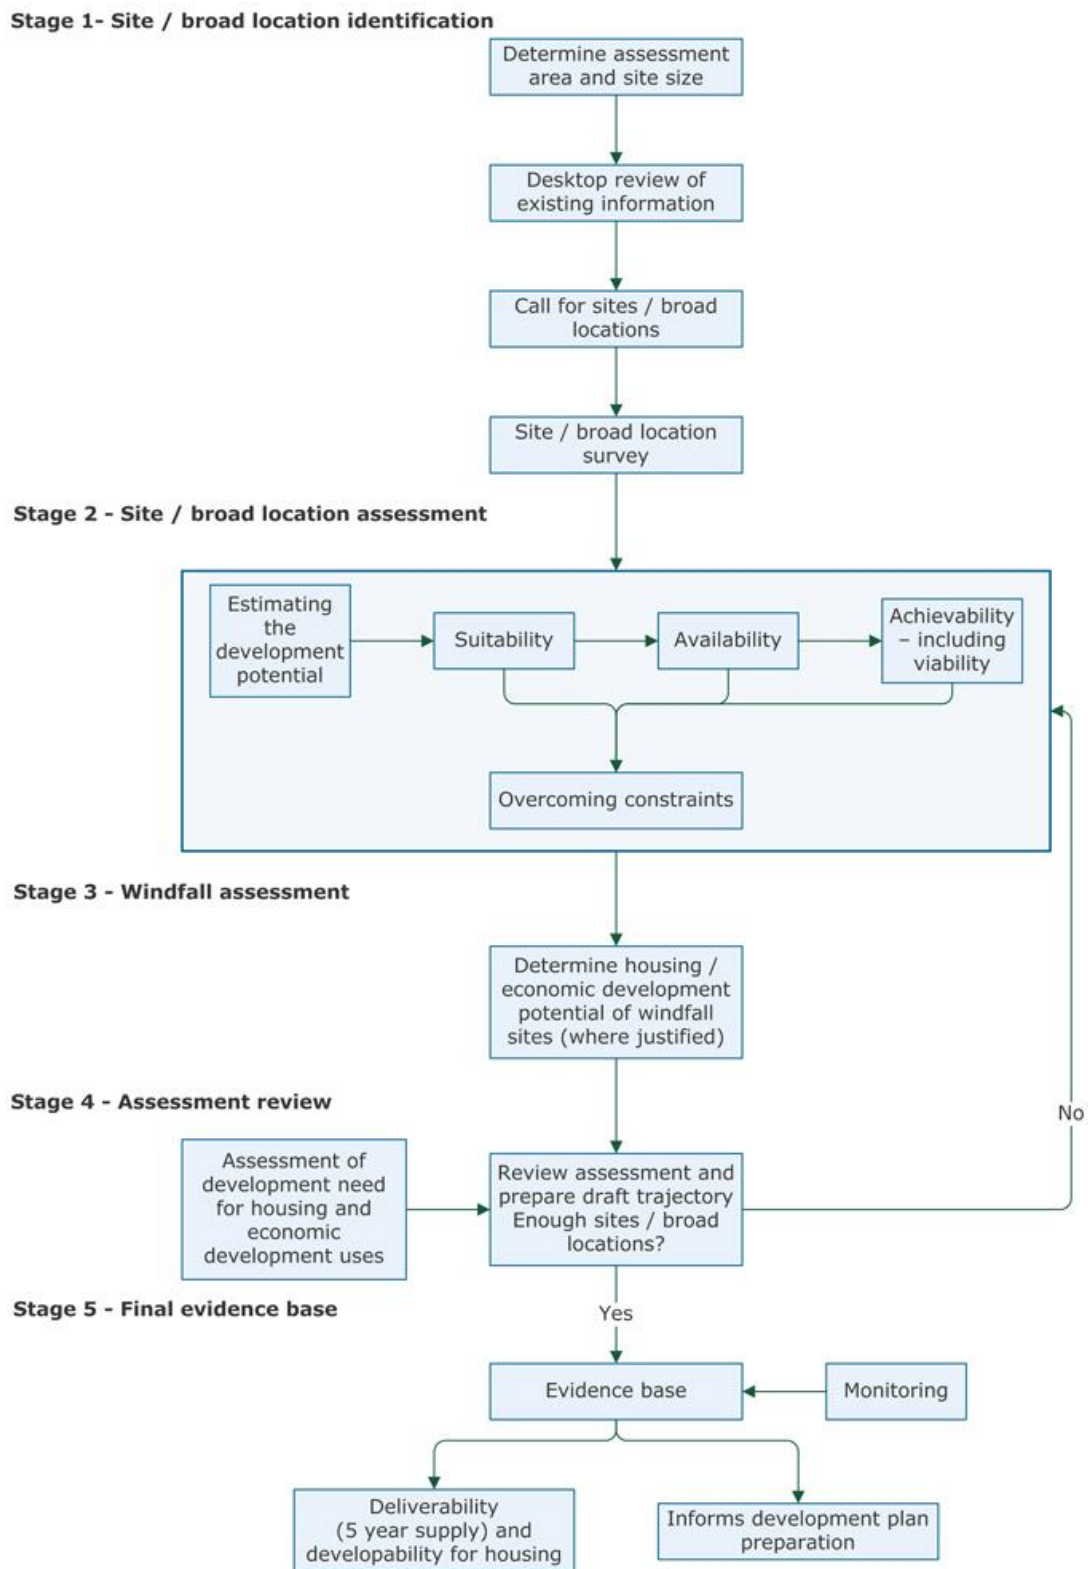 Stage 1- Site / broad location identification
Determine assessment
area and site size
Desktop review of
existing information
Call for sites / broad
locations
Site / broad location
survey
Stage 2 - Site / broad location assessment
Estimating
the
development
potential
Suitability
Availability
Achievability
– including
viability
Overcoming constraints
Stage 3 - Windfall assessment
Determine housing /
economic development
potential of windfall
sites (where justified)
Stage 4 - Assessment review
No
Assessment of
development need
for housing and
economic
development uses
Review assessment and
prepare draft trajectory
Enough sites / broad
locations?
Stage 5 - Final evidence base
Yes
Evidence base
Monitoring
Deliverability
(5 year supply) and
developability for housing
Informs development plan
preparation